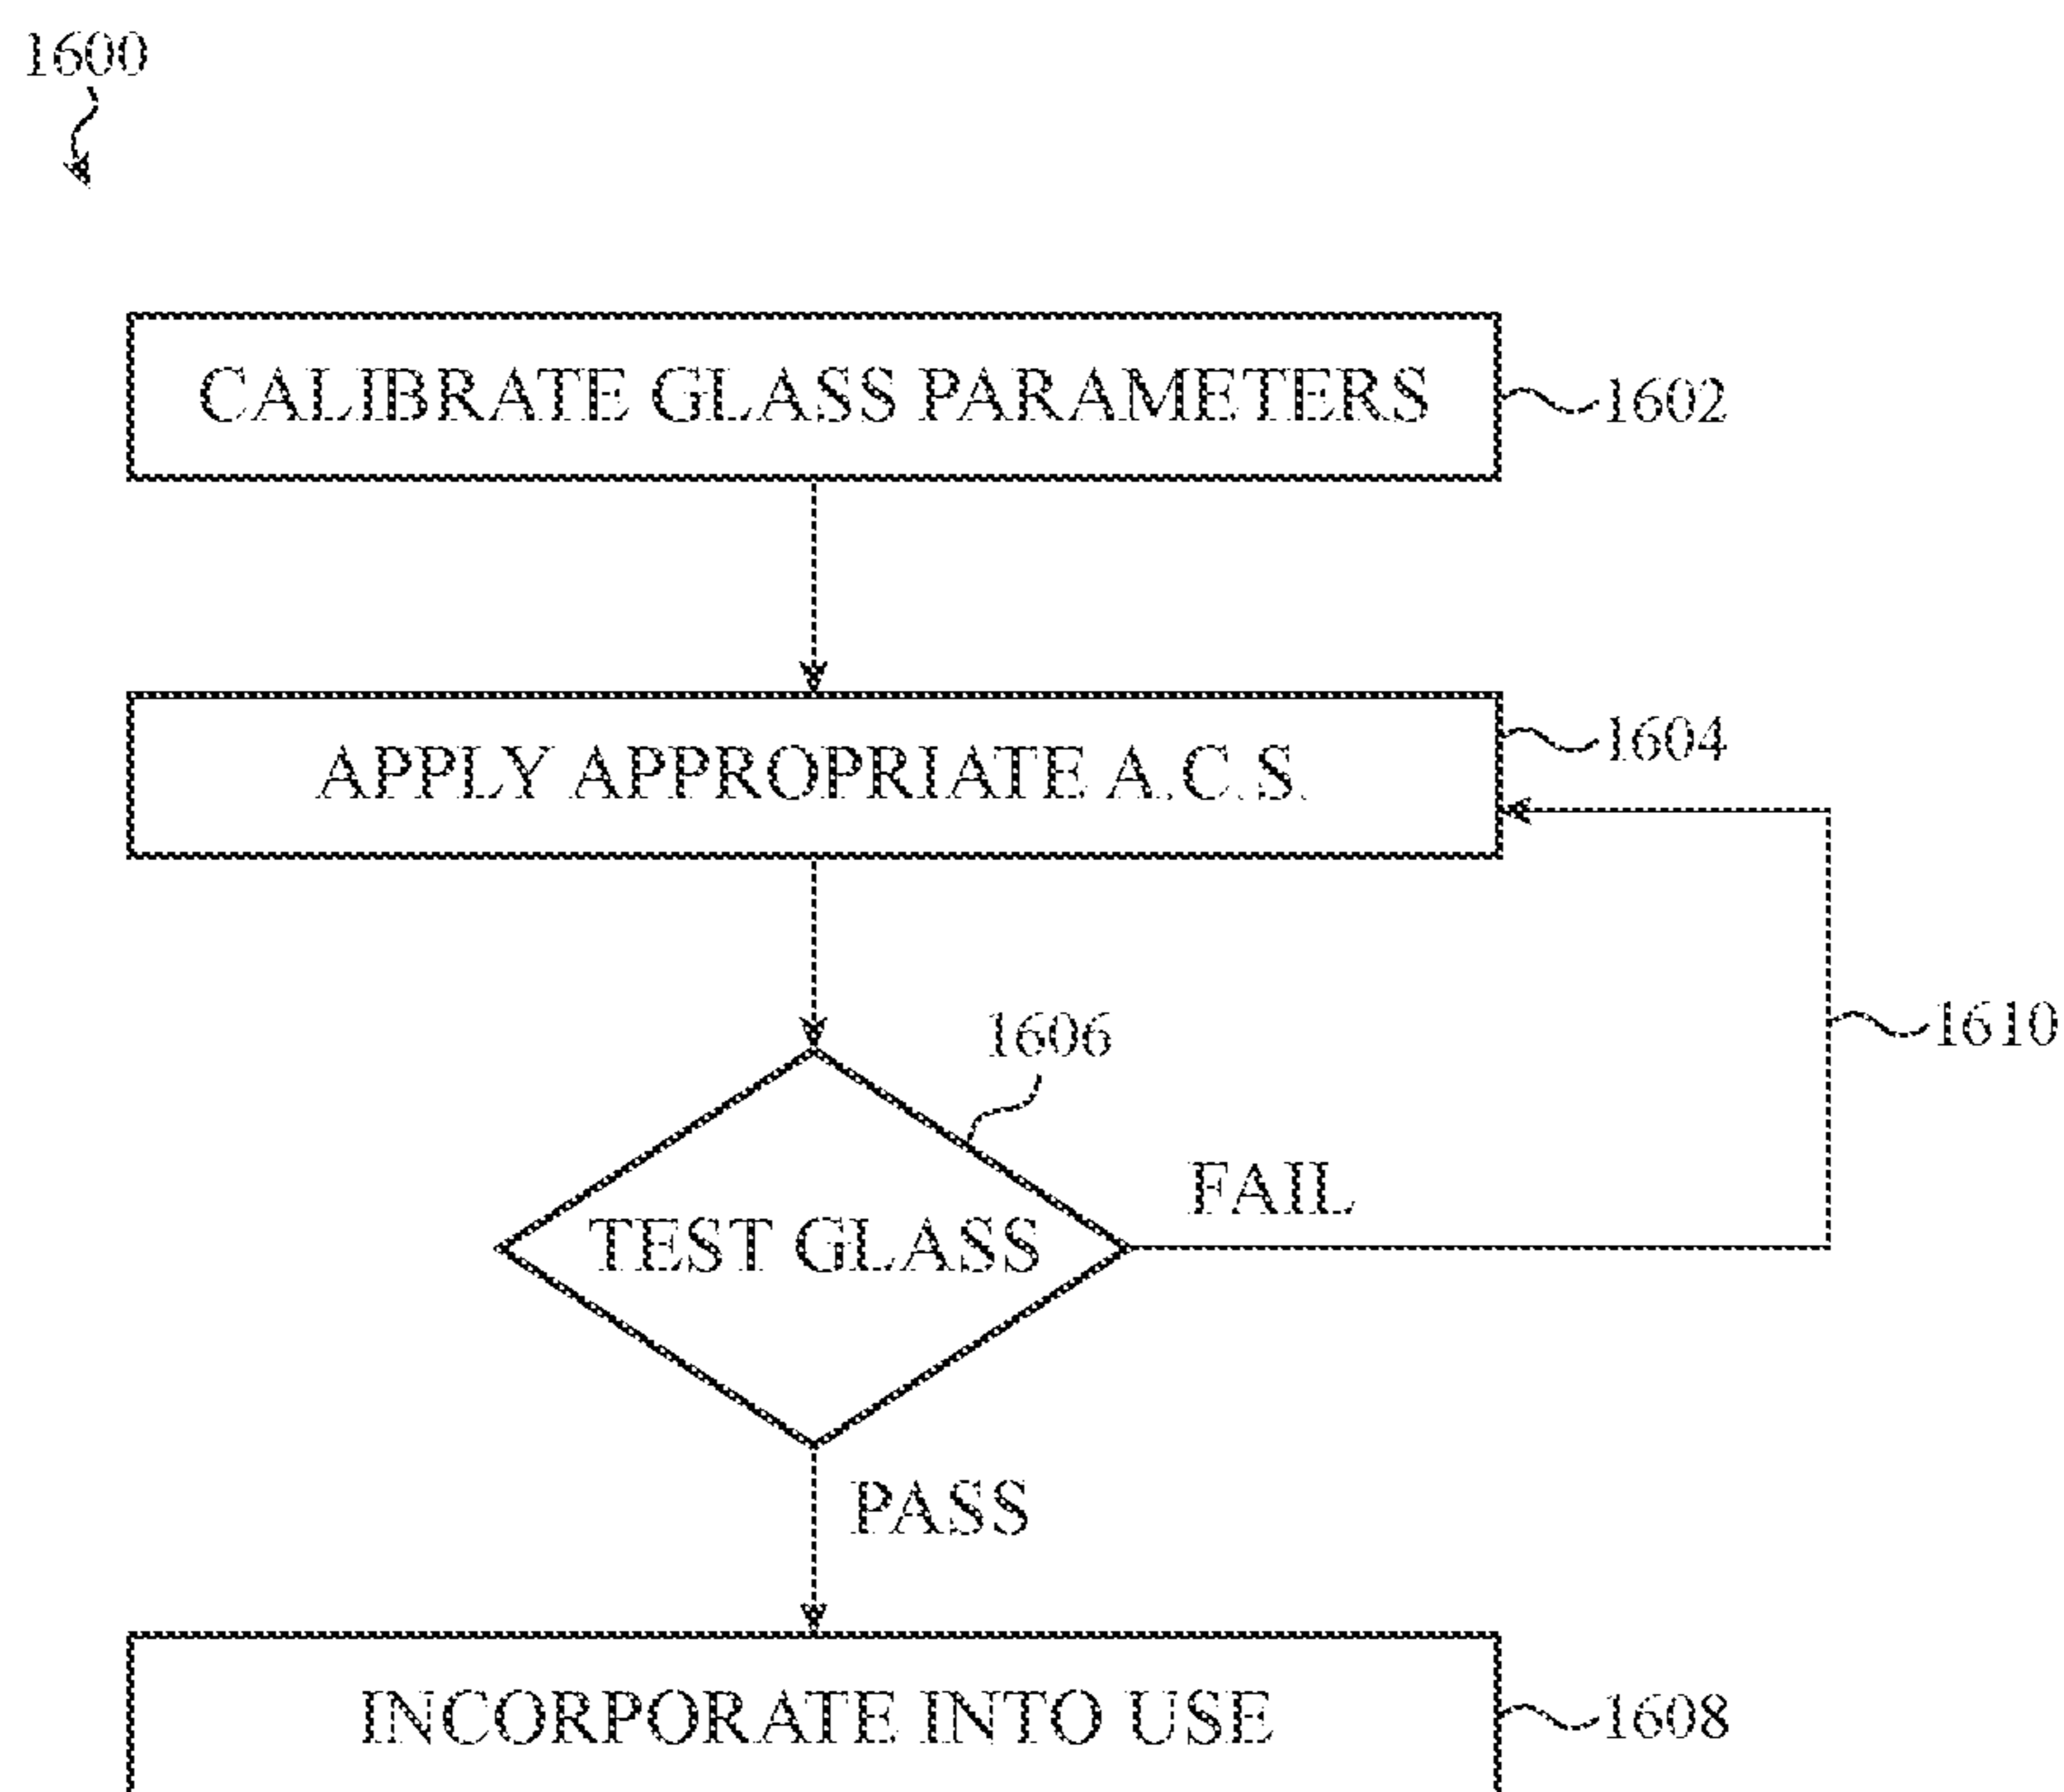 1600
CALIBRATE GLASS PARAMETERS
1602
APPLY APPROPRIATE A.C.S.
1604
1610
1606
FAIL
TEST GLASS
PASS
INCORPORATE INTO USE
1608